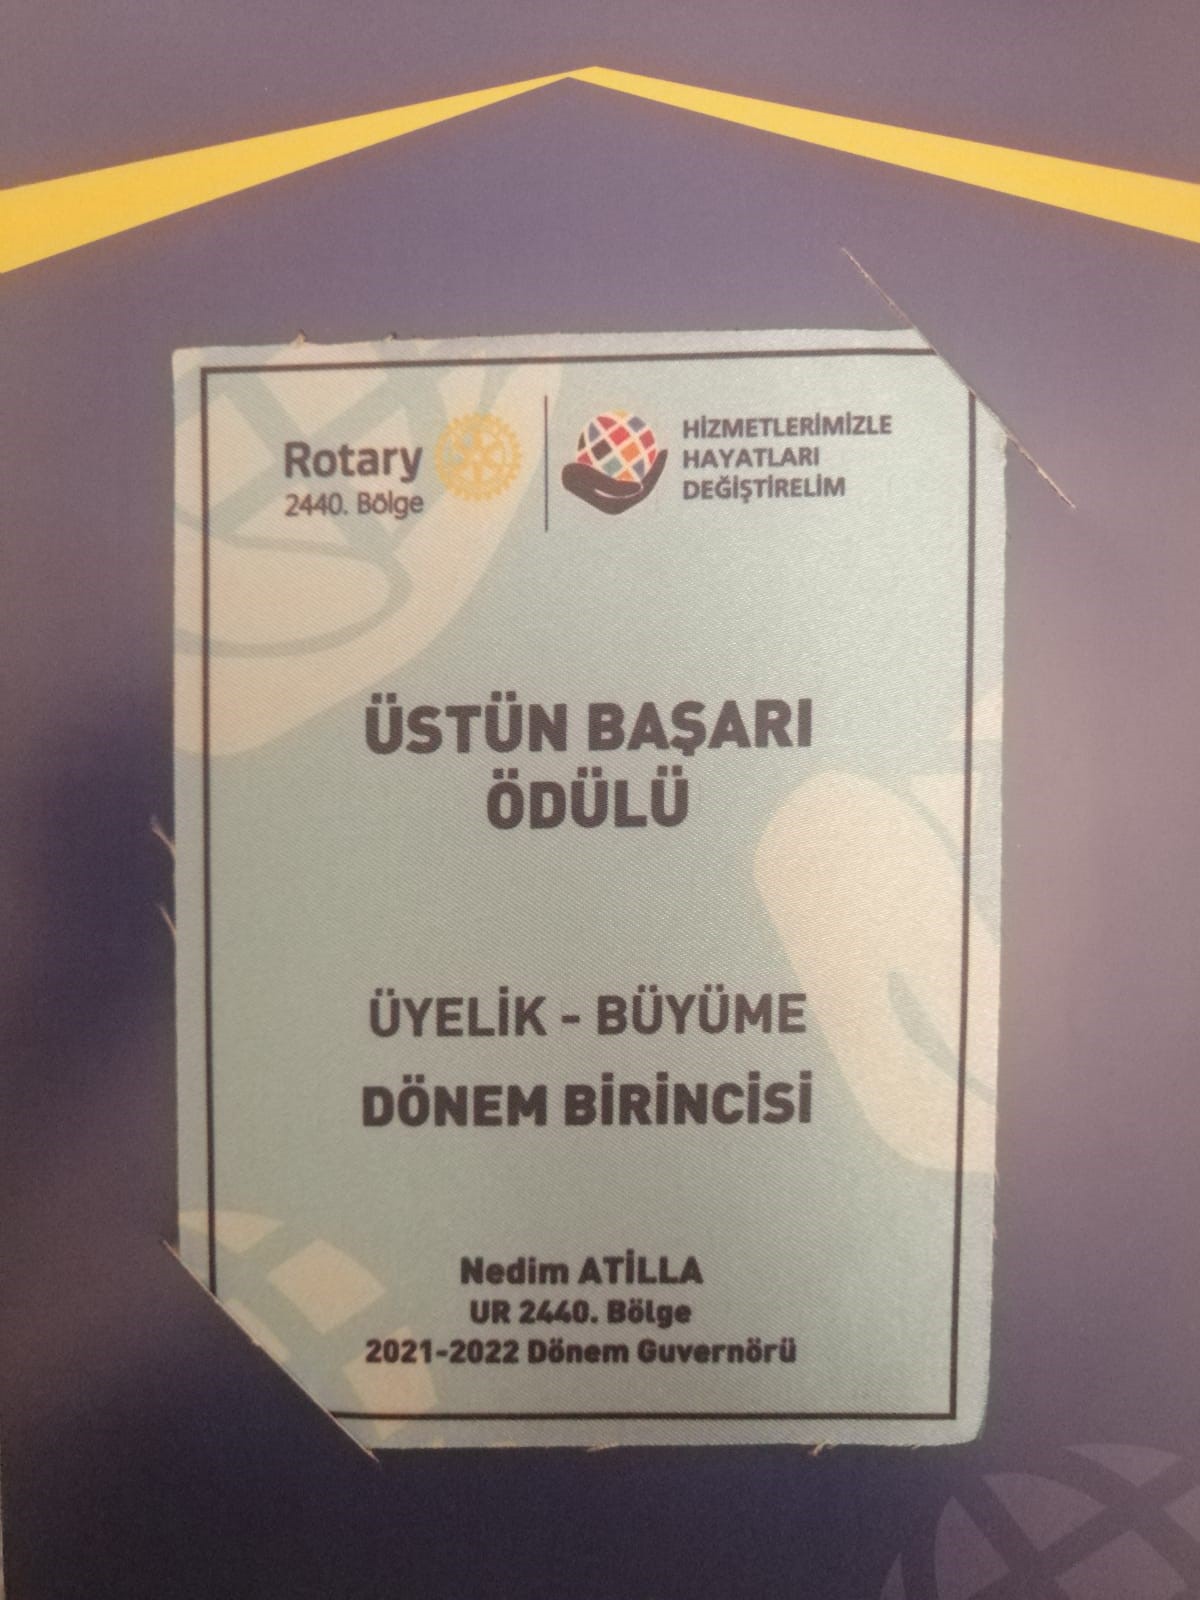 Rotary
2440. Bölge
HİZMETLERİMİZLE
HAYATLARI
DEĞİŞTİRELİM
ÜSTÜN BAŞARI
ÖDÜLÜ
ÜYELİK - BÜYÜME
DÖNEM BİRİNCİSİ
Nedim ATİLLA
UR 2440. Bölge
2021-2022 Dönem Guvernörü